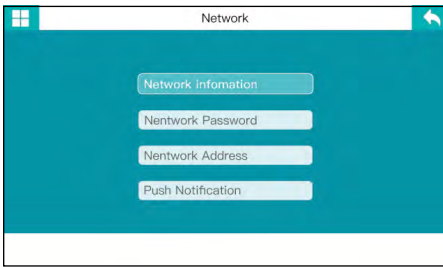 Network
Network infomation
Nentwork Password
Nentwork Address
Push Notification